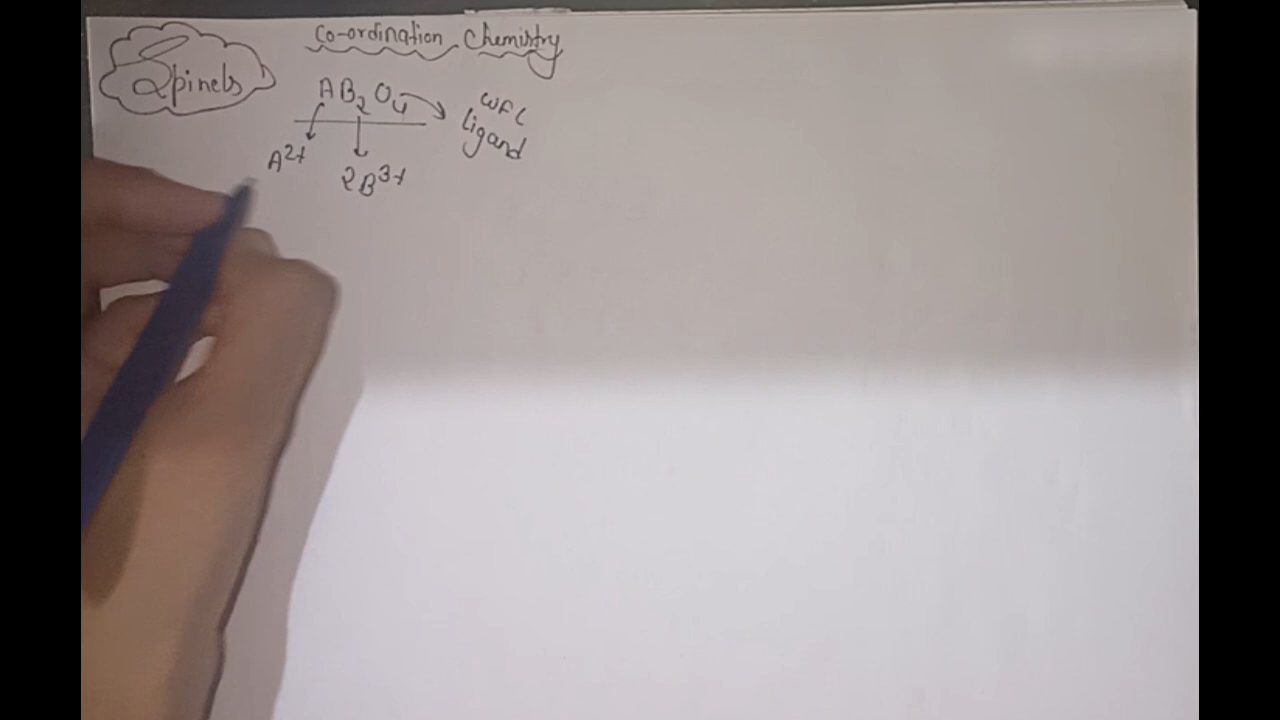 Co-ordination Chemistry
Spinels
AB₂O₄
WFL
ligand
A²⁺
2B³⁺